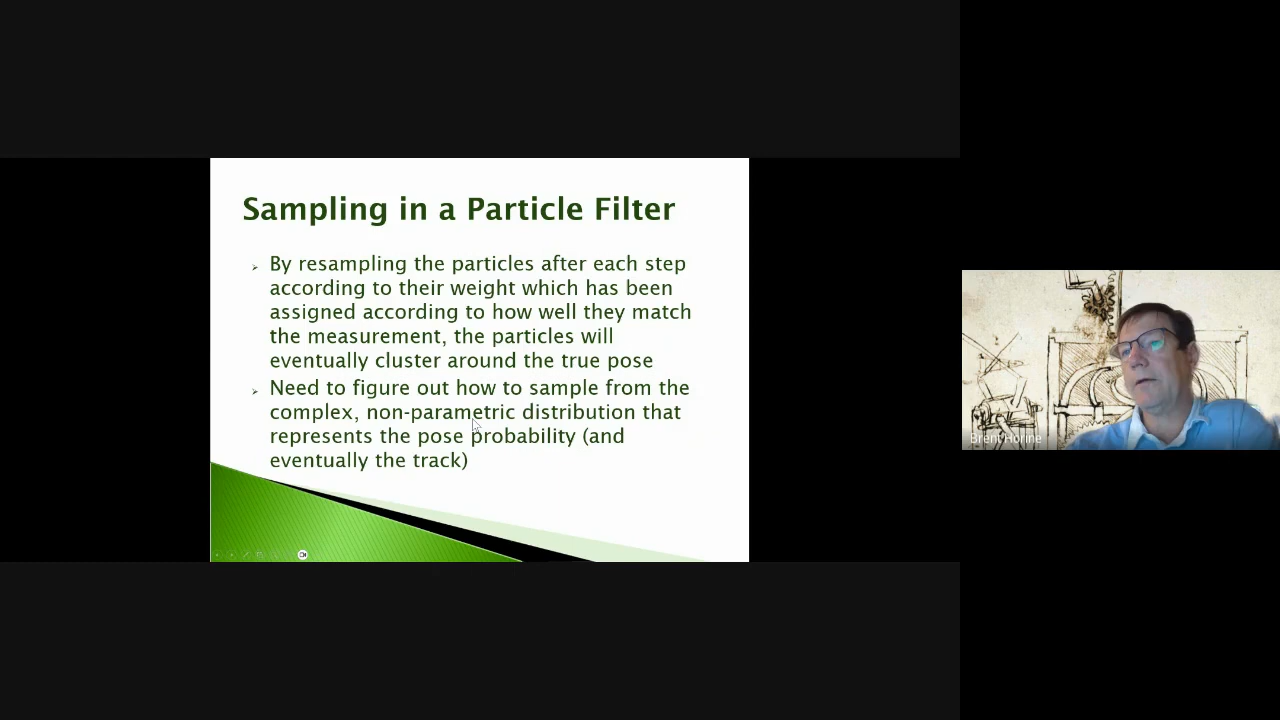 Sampling in a Particle Filter
By resampling the particles after each step
according to their weight which has been
assigned according to how well they match
the measurement, the particles will
eventually cluster around the true pose
Need to figure out how to sample from the
complex, non-parametric distribution that
represents the pose probability (and
eventually the track)
Brent Horine